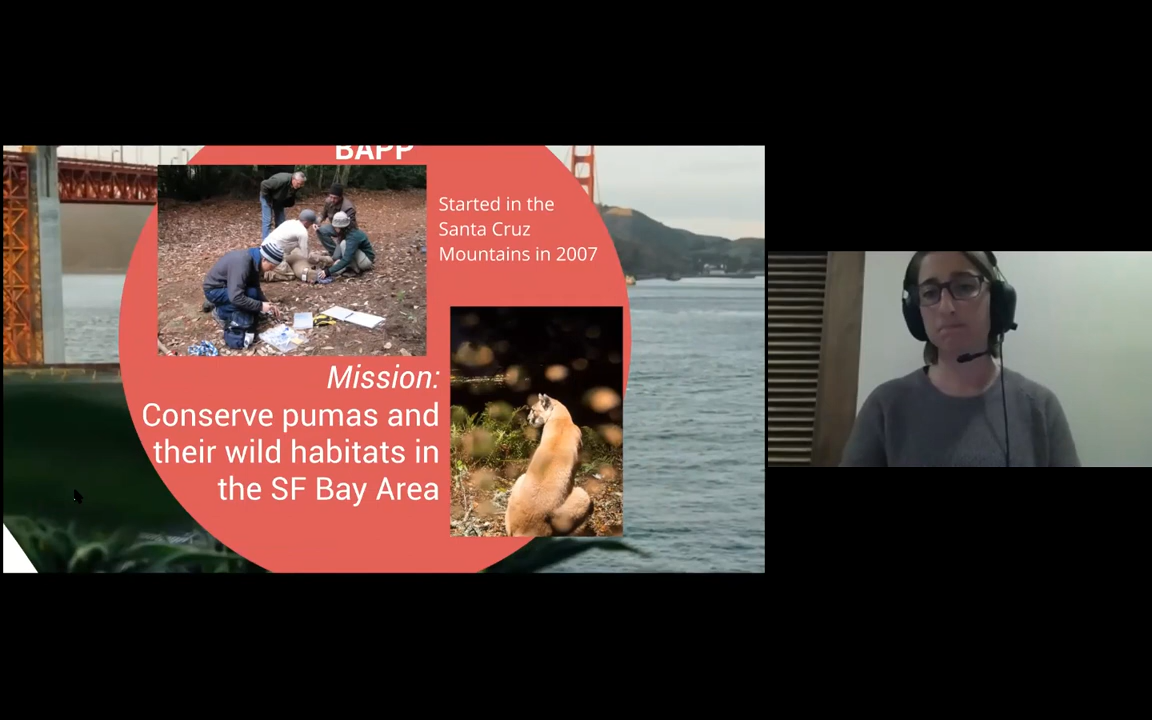 BAPP
Started in the
Santa Cruz
Mountains in 2007
Mission:
Conserve pumas and
their wild habitats in
the SF Bay Area